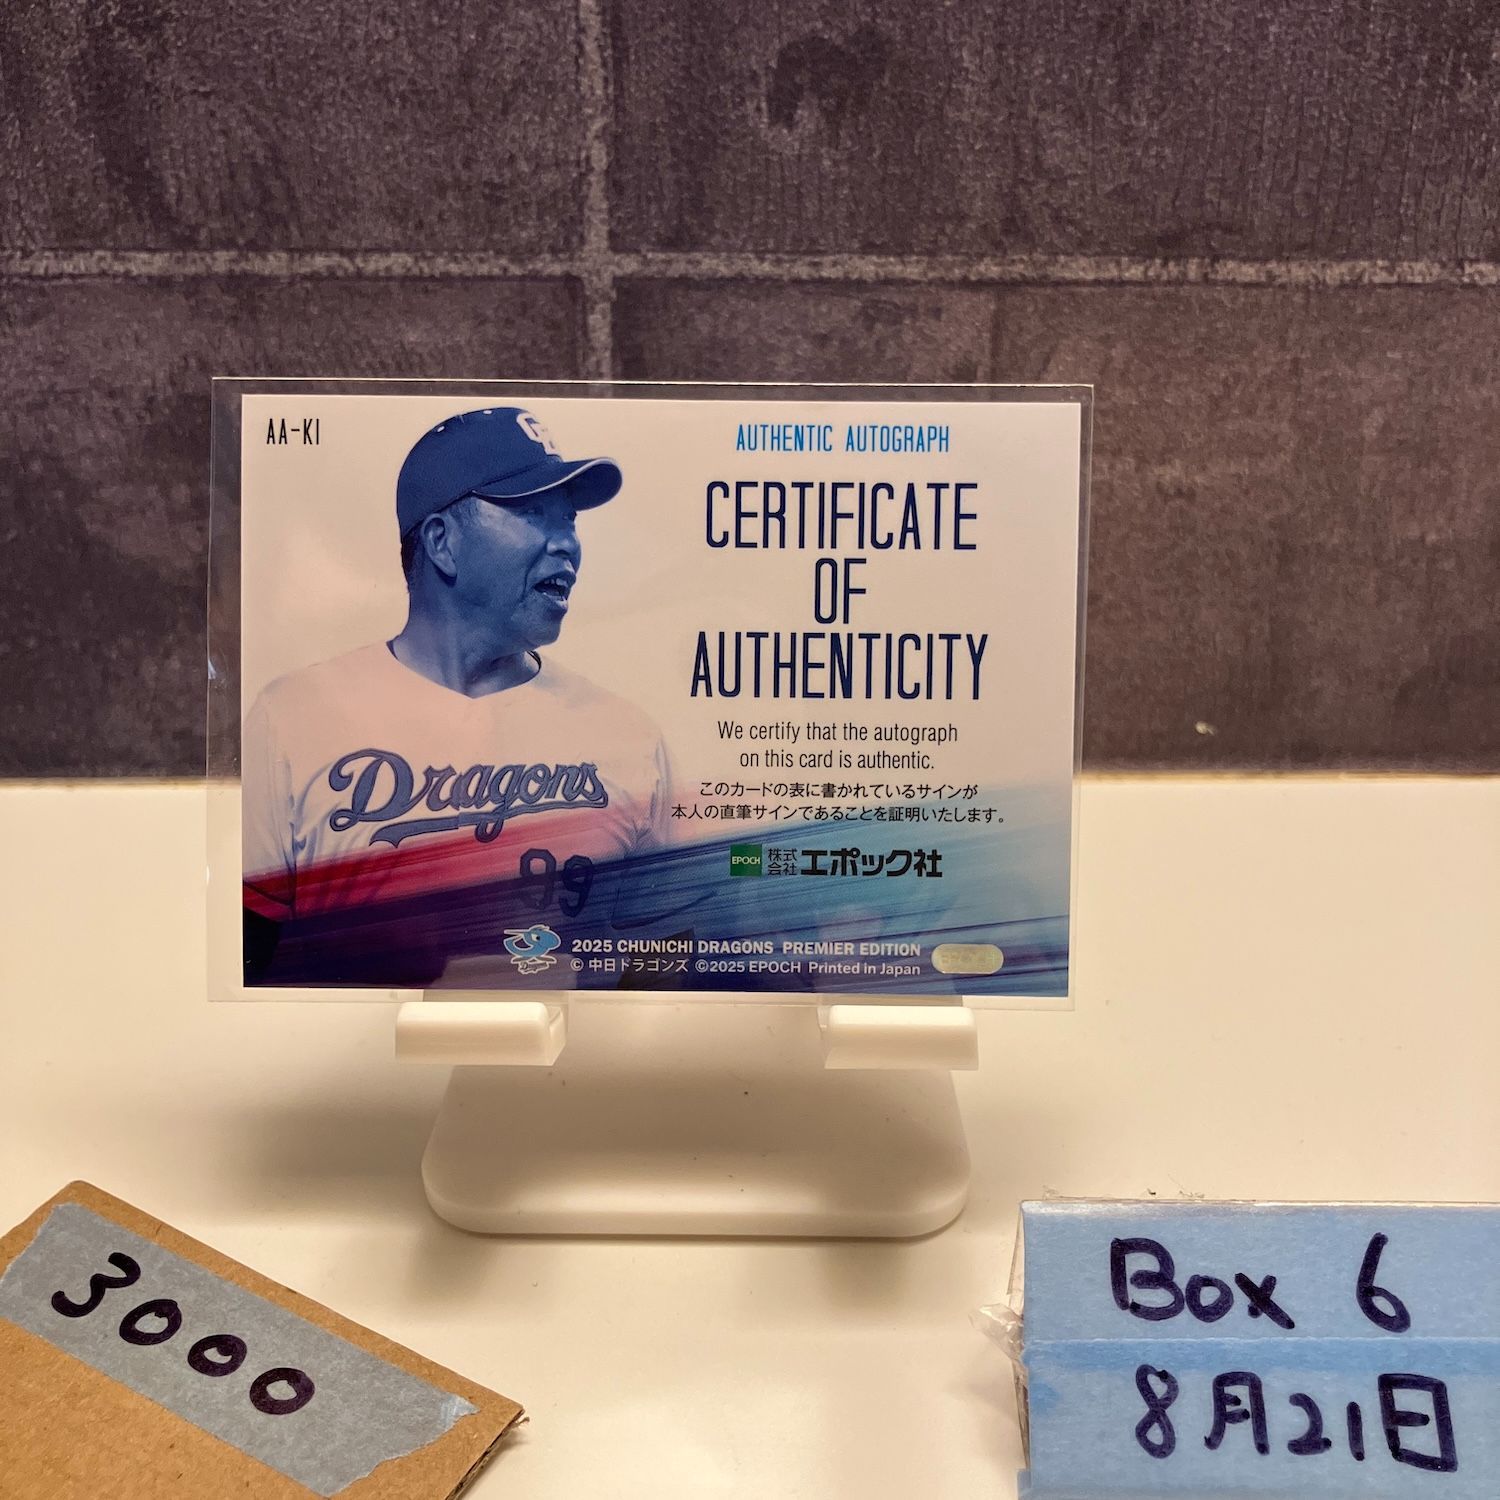 AA-KI
AUTHENTIC AUTOGRAPH
CERTIFICATE
OF
AUTHENTICITY
We certify that the autograph
on this card is authentic.
このカードの表に書かれているサインが
本人の直筆サインであることを証明いたします。
EPOCH 株式会社 エポック社
Dragons
99
2025 CHUNICHI DRAGONS PREMIER EDITION
© 中日ドラゴンズ ©2025 EPOCH Printed in Japan
3000
Box 6
8月21日